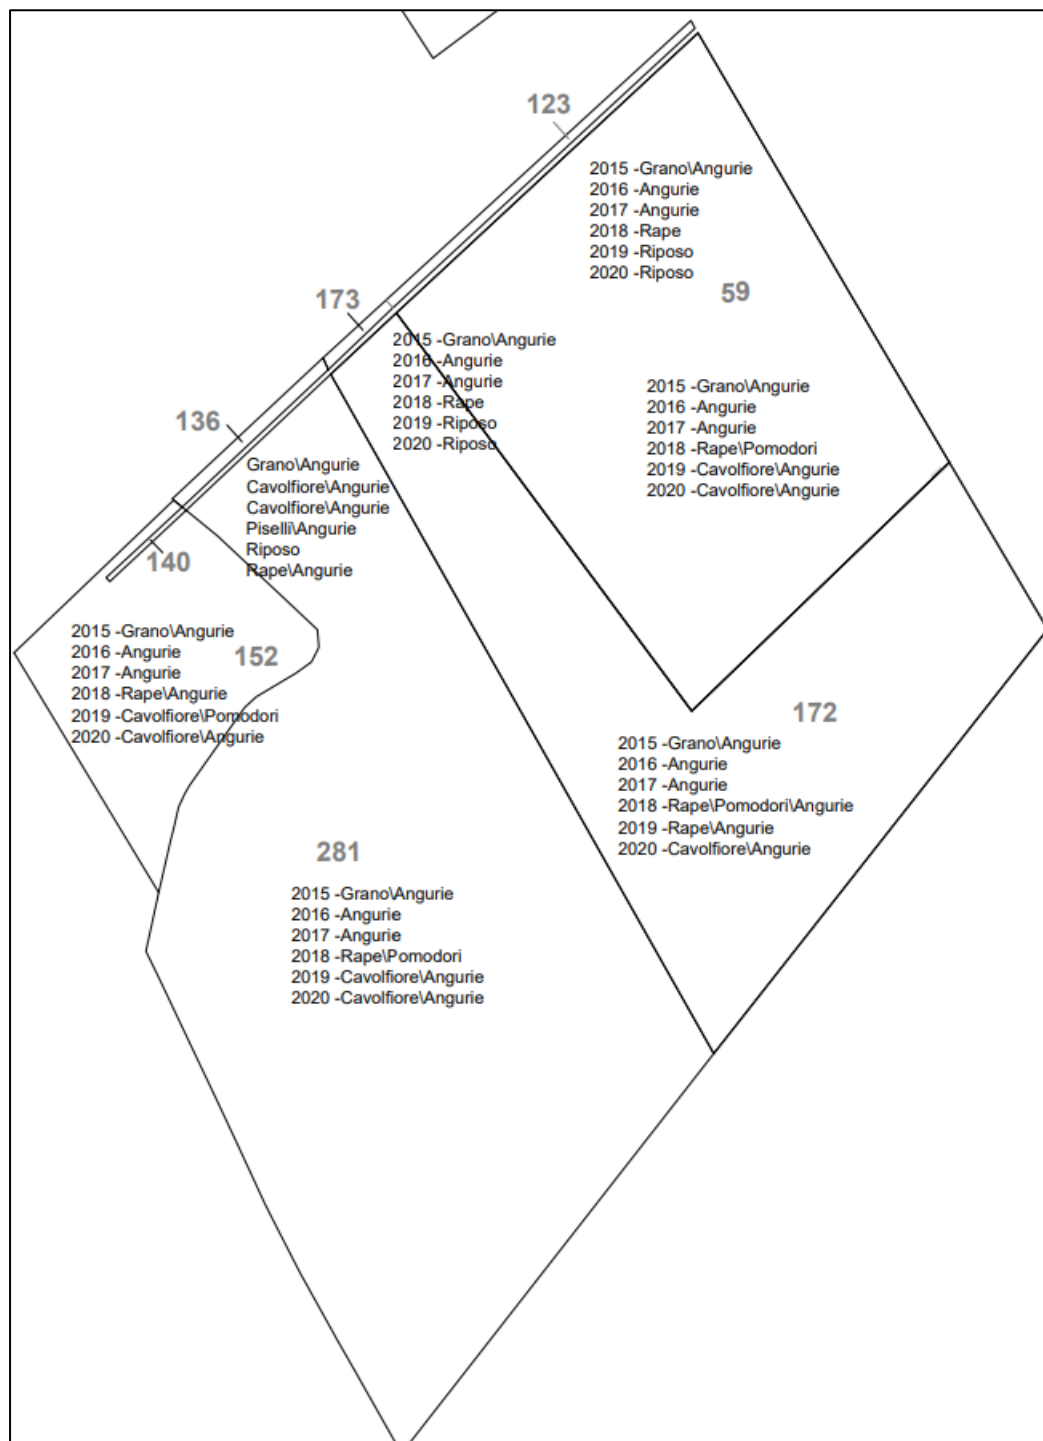 123
2015 -Grano\Angurie
2016 -Angurie
2017 -Angurie
2018 -Rape
2019 -Riposo
2020 -Riposo
59
173
2015 -Grano\Angurie
2016 -Angurie
2017 -Angurie
2018 -Rape
2019 -Riposo
2020 -Riposo
2015 -Grano\Angurie
2016 -Angurie
2017 -Angurie
2018 -Rape\Pomodori
2019 -Cavolfiore\Angurie
2020 -Cavolfiore\Angurie
136
Grano\Angurie
Cavolfiore\Angurie
Cavolfiore\Angurie
Piselli\Angurie
Riposo
Rape\Angurie
140
2015 -Grano\Angurie
2016 -Angurie
2017 -Angurie
2018 -Rape\Angurie
2019 -Cavolfiore\Pomodori
2020 -Cavolfiore\Angurie
152
172
2015 -Grano\Angurie
2016 -Angurie
2017 -Angurie
2018 -Rape\Pomodori\Angurie
2019 -Rape\Angurie
2020 -Cavolfiore\Angurie
281
2015 -Grano\Angurie
2016 -Angurie
2017 -Angurie
2018 -Rape\Pomodori
2019 -Cavolfiore\Angurie
2020 -Cavolfiore\Angurie